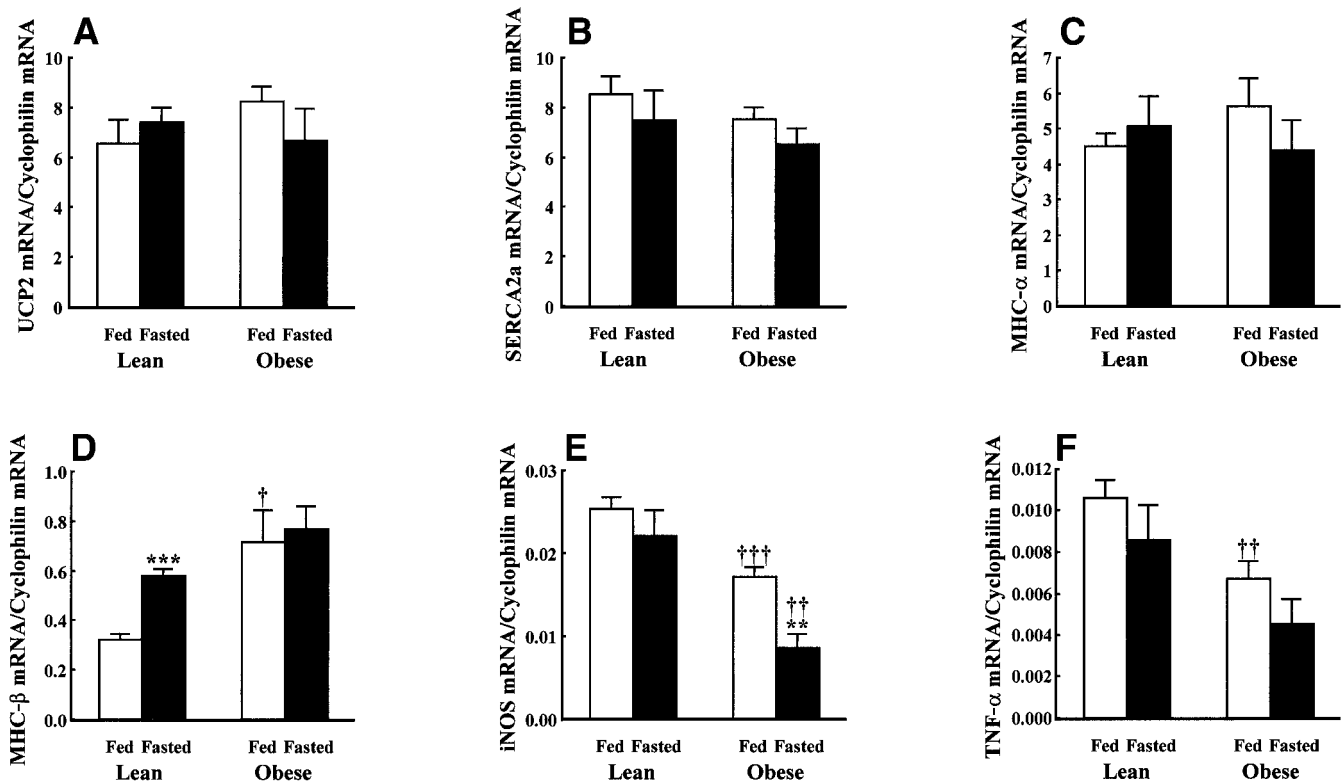 A
UCP2 mRNA/Cyclophilin mRNA
10
8
6
4
2
0
Fed Fasted Fed Fasted
Lean Obese
B
SERCA2a mRNA/Cyclophilin mRNA
10
8
6
4
2
0
Fed Fasted Fed Fasted
Lean Obese
C
MHC-α mRNA/Cyclophilin mRNA
7
6
5
4
3
2
1
0
Fed Fasted Fed Fasted
Lean Obese
D
MHC-β mRNA/Cyclophilin mRNA
1.0
0.8
0.6
0.4
0.2
0.0
***
†
Fed Fasted Fed Fasted
Lean Obese
E
iNOS mRNA/Cyclophilin mRNA
0.03
0.02
0.01
0.00
†††
††
**
Fed Fasted Fed Fasted
Lean Obese
F
TNF-α mRNA/Cyclophilin mRNA
0.012
0.010
0.008
0.006
0.004
0.002
0.000
††
Fed Fasted Fed Fasted
Lean Obese